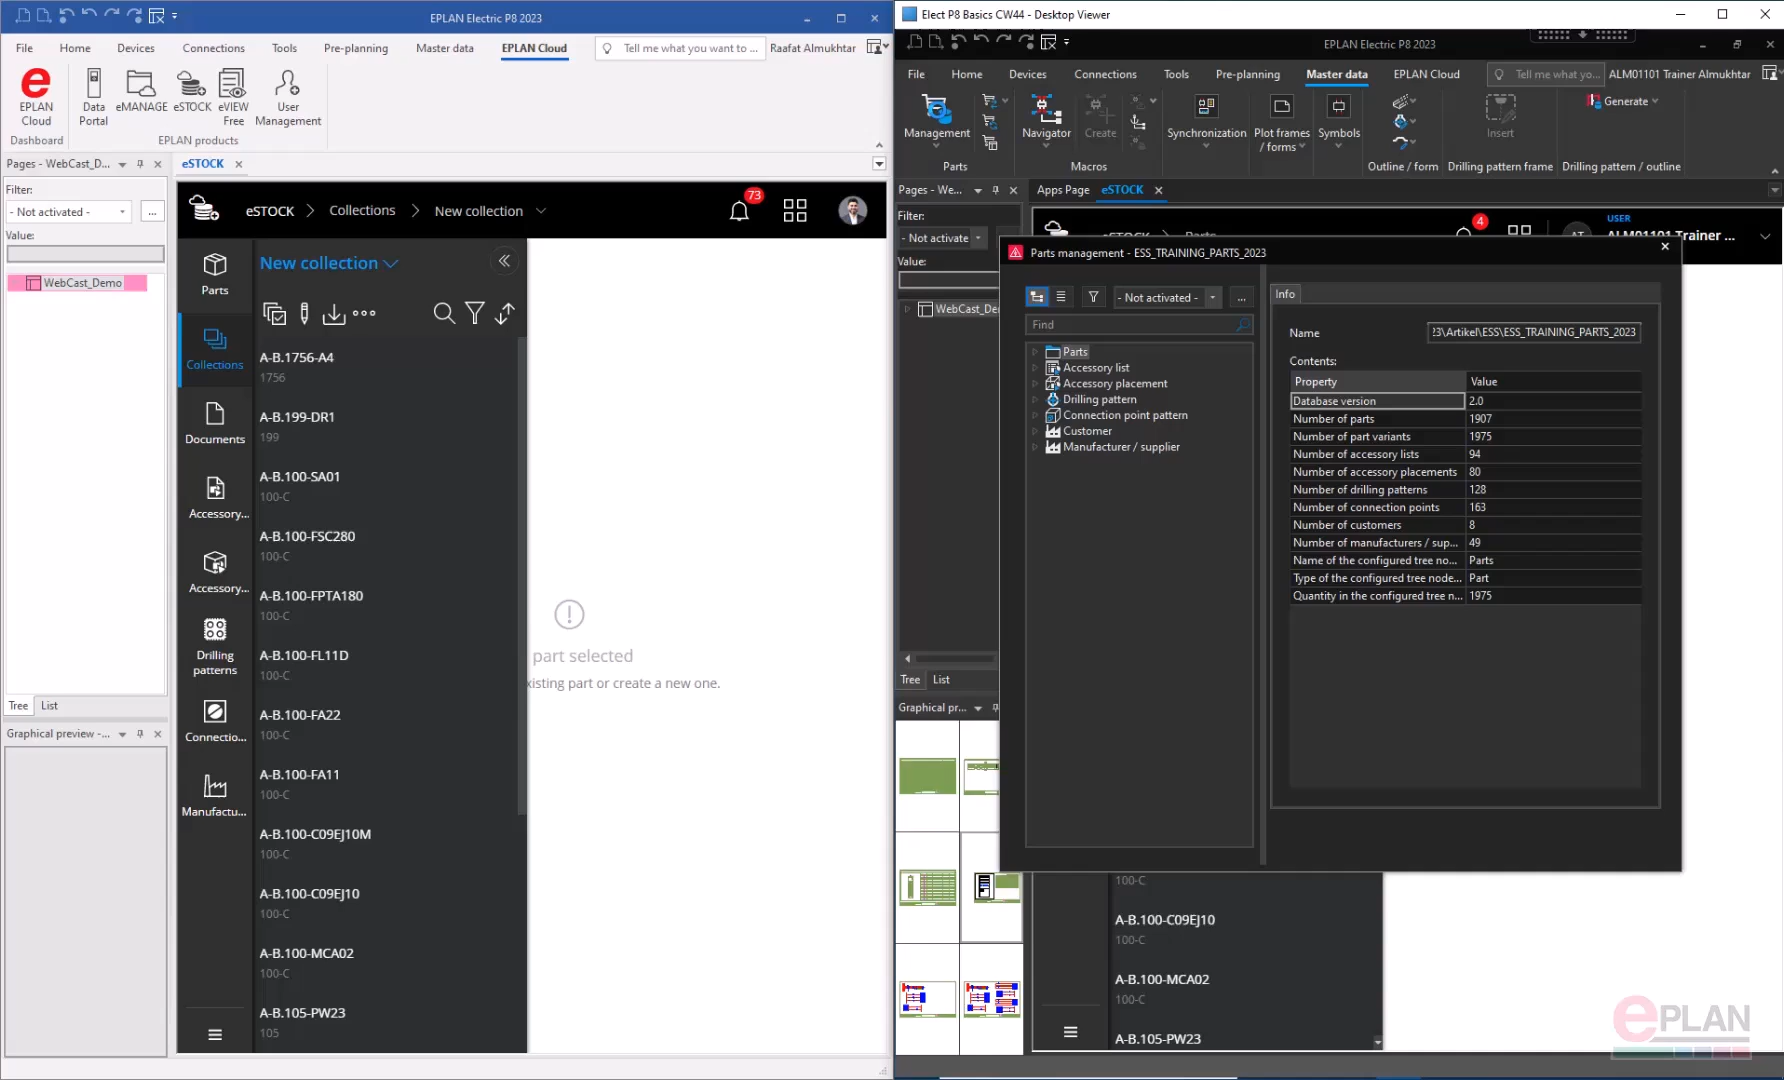 EPLAN Electric P8 2023
File Home Devices Connections Tools Pre-planning Master data EPLAN Cloud Tell me what you want to ... Raafat Almukhtar
EPLAN Cloud
Data Portal
eMANAGE
eSTOCK
eVIEW Free
User Management
Dashboard
EPLAN products
Pages - WebCast_D...
eSTOCK
Filter:
- Not activated -
...
Value:
WebCast_Demo
Tree List
Graphical preview -...
eSTOCK Collections New collection
73
Parts
Collections
Documents
Accessory...
Accessory...
Drilling patterns
Connectio...
Manufactu...
New collection
A-B.1756-A4
1756
A-B.199-DR1
199
A-B.100-SA01
100-C
A-B.100-FSC280
100-C
A-B.100-FPTA180
100-C
A-B.100-FL11D
100-C
A-B.100-FA22
100-C
A-B.100-FA11
100-C
A-B.100-C09EJ10M
100-C
A-B.100-C09EJ10
100-C
A-B.100-MCA02
100-C
A-B.105-PW23
105
part selected
xisting part or create a new one.
Elect P8 Basics CW44 - Desktop Viewer
EPLAN Electric P8 2023
File Home Devices Connections Tools Pre-planning Master data EPLAN Cloud Tell me what yo... ALM01101 Trainer Almukhtar
Management
Navigator
Create
Synchronization
Plot frames / forms
Symbols
Insert
Generate
Parts
Macros
Outline / form
Drilling pattern frame
Drilling pattern / outline
Pages - We...
Apps Page eSTOCK
Filter:
- Not activate
Value:
WebCast_De
Tree List
Graphical pr...
4
USER
ALM01101 Trainer ...
Parts management - ESS_TRAINING_PARTS_2023
- Not activated -
...
Find
Parts
Accessory list
Accessory placement
Drilling pattern
Connection point pattern
Customer
Manufacturer / supplier
Info
Name 23\Artikel\ESS\ESS_TRAINING_PARTS_2023
Contents:
Property Value
Database version 2.0
Number of parts 1907
Number of part variants 1975
Number of accessory lists 94
Number of accessory placements 80
Number of drilling patterns 128
Number of connection points 163
Number of customers 8
Number of manufacturers / sup... 49
Name of the configured tree no... Parts
Type of the configured tree node... Part
Quantity in the configured tree n... 1975
100-C
A-B.100-C09EJ10
100-C
A-B.100-MCA02
100-C
A-B.105-PW23
ePLAN